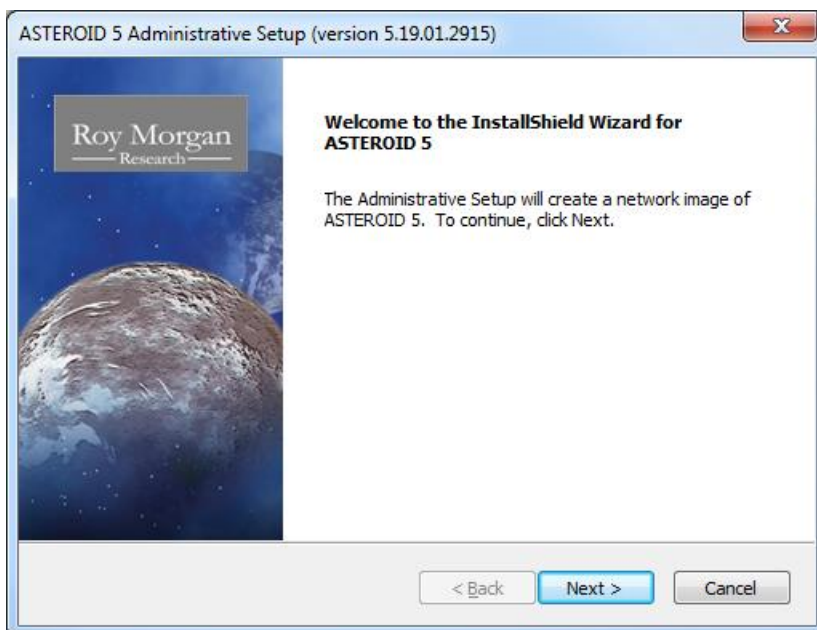 ASTEROID 5 Administrative Setup (version 5.19.01.2915)
Roy Morgan
Research
Welcome to the InstallShield Wizard for
ASTEROID 5
The Administrative Setup will create a network image of
ASTEROID 5. To continue, click Next.
< Back
Next >
Cancel